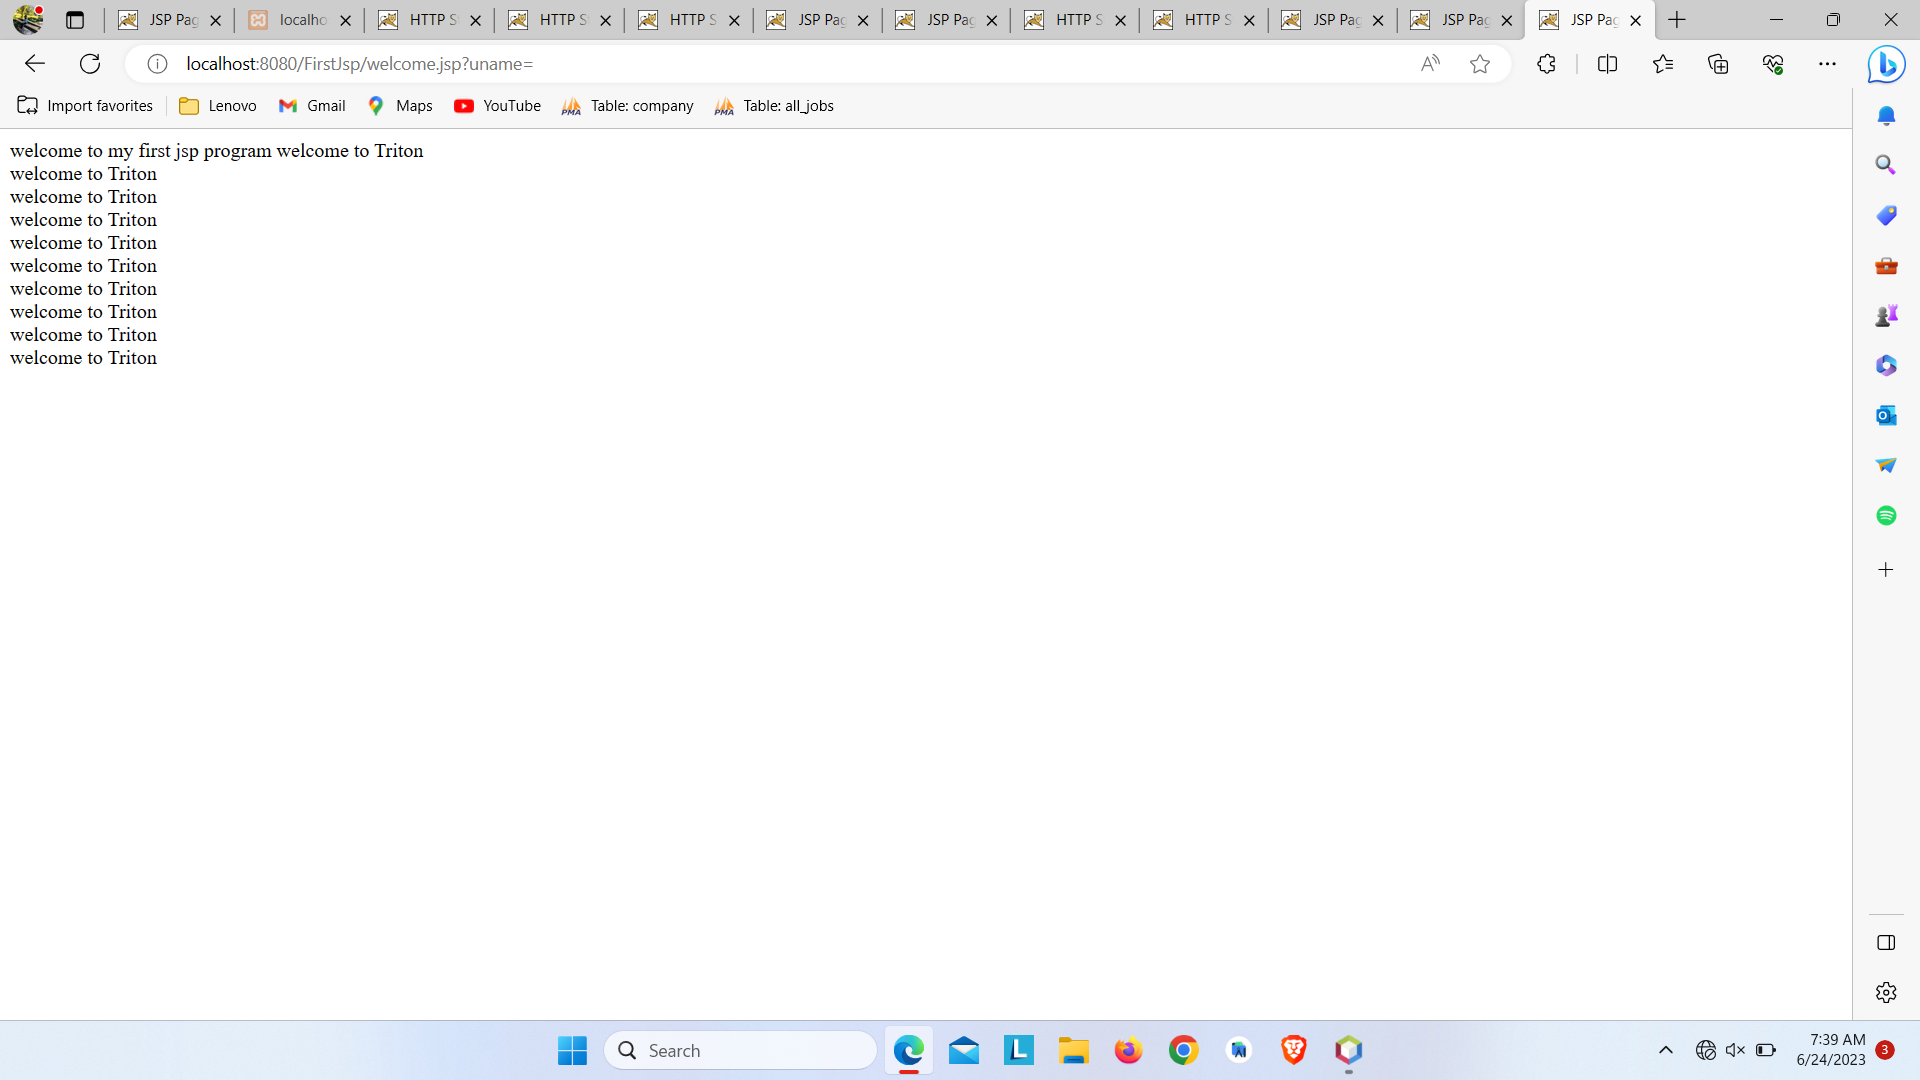 JSP Pag
localho
HTTP S
HTTP S
HTTP S
JSP Pag
JSP Pag
HTTP S
HTTP S
JSP Pag
JSP Pag
JSP Pag
localhost:8080/FirstJsp/welcome.jsp?uname=
Import favorites
Lenovo
Gmail
Maps
YouTube
PMA
Table: company
PMA
Table: all_jobs
welcome to my first jsp program welcome to Triton
welcome to Triton
welcome to Triton
welcome to Triton
welcome to Triton
welcome to Triton
welcome to Triton
welcome to Triton
welcome to Triton
welcome to Triton
Search
7:39 AM
6/24/2023
3